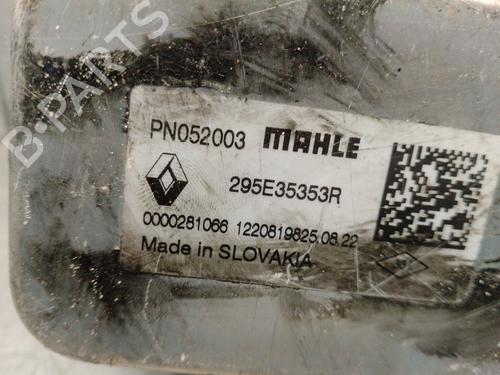 B-PARTS
PN052003 MAHLE
295E35353R
0000281066 1220819825.08.22
Made in SLOVAKIA